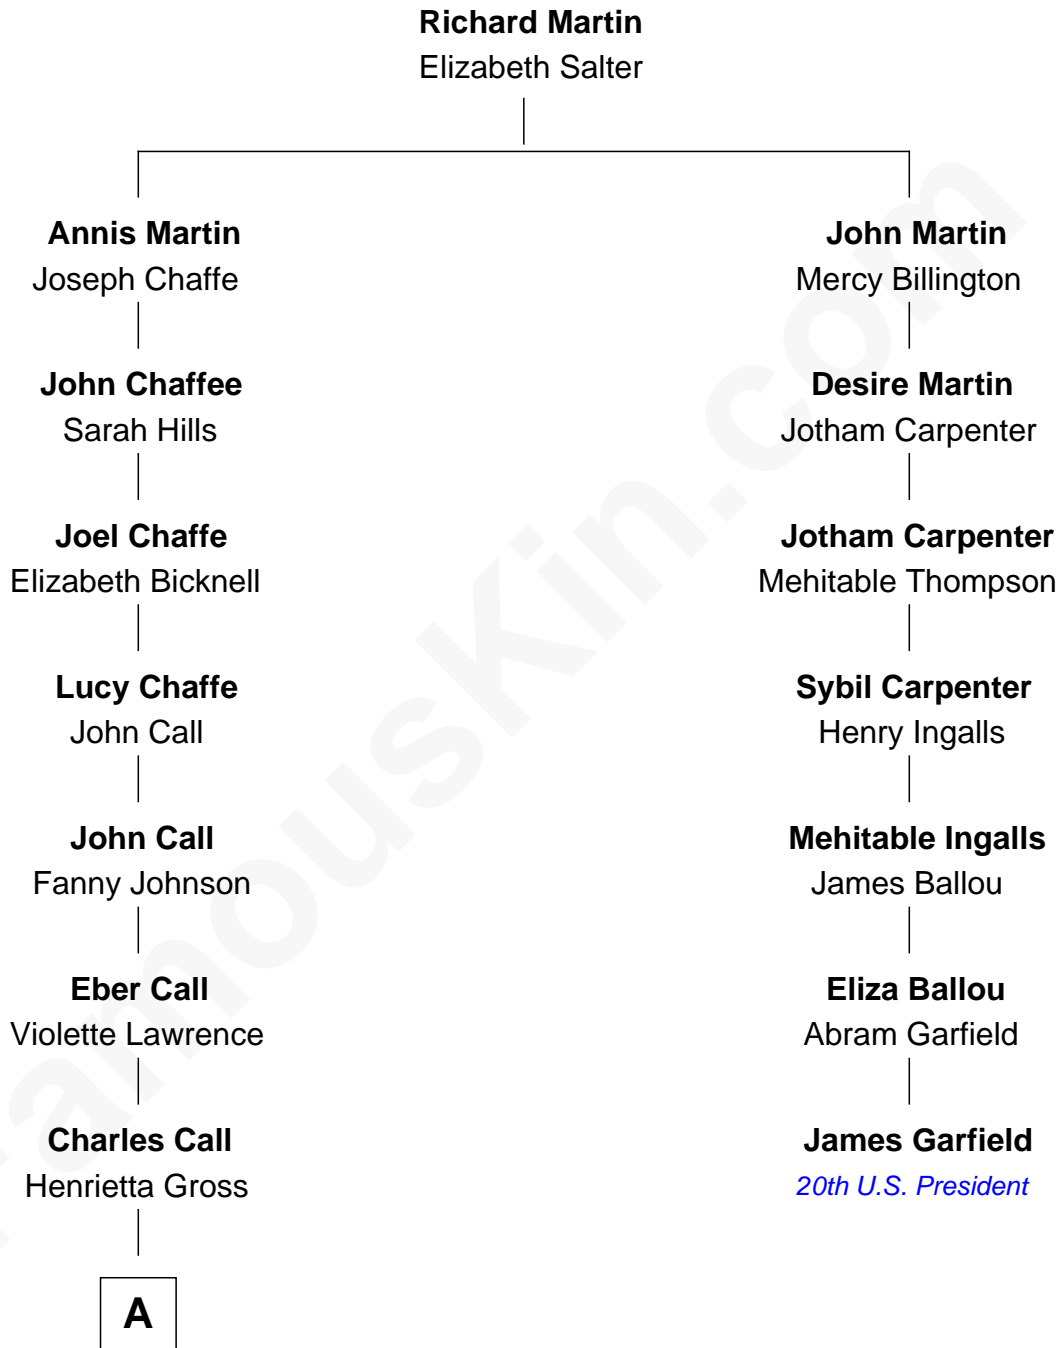 Richard Martin
Elizabeth Salter
Annis Martin
Joseph Chaffe
John Martin
Mercy Billington
John Chaffee
Sarah Hills
Desire Martin
Jotham Carpenter
Joel Chaffe
Elizabeth Bicknell
Jotham Carpenter
Mehitable Thompson
Lucy Chaffe
John Call
Sybil Carpenter
Henry Ingalls
John Call
Fanny Johnson
Mehitable Ingalls
James Ballou
Eber Call
Violette Lawrence
Eliza Ballou
Abram Garfield
Charles Call
Henrietta Gross
James Garfield
20th U.S. President
A
FamousKin.com